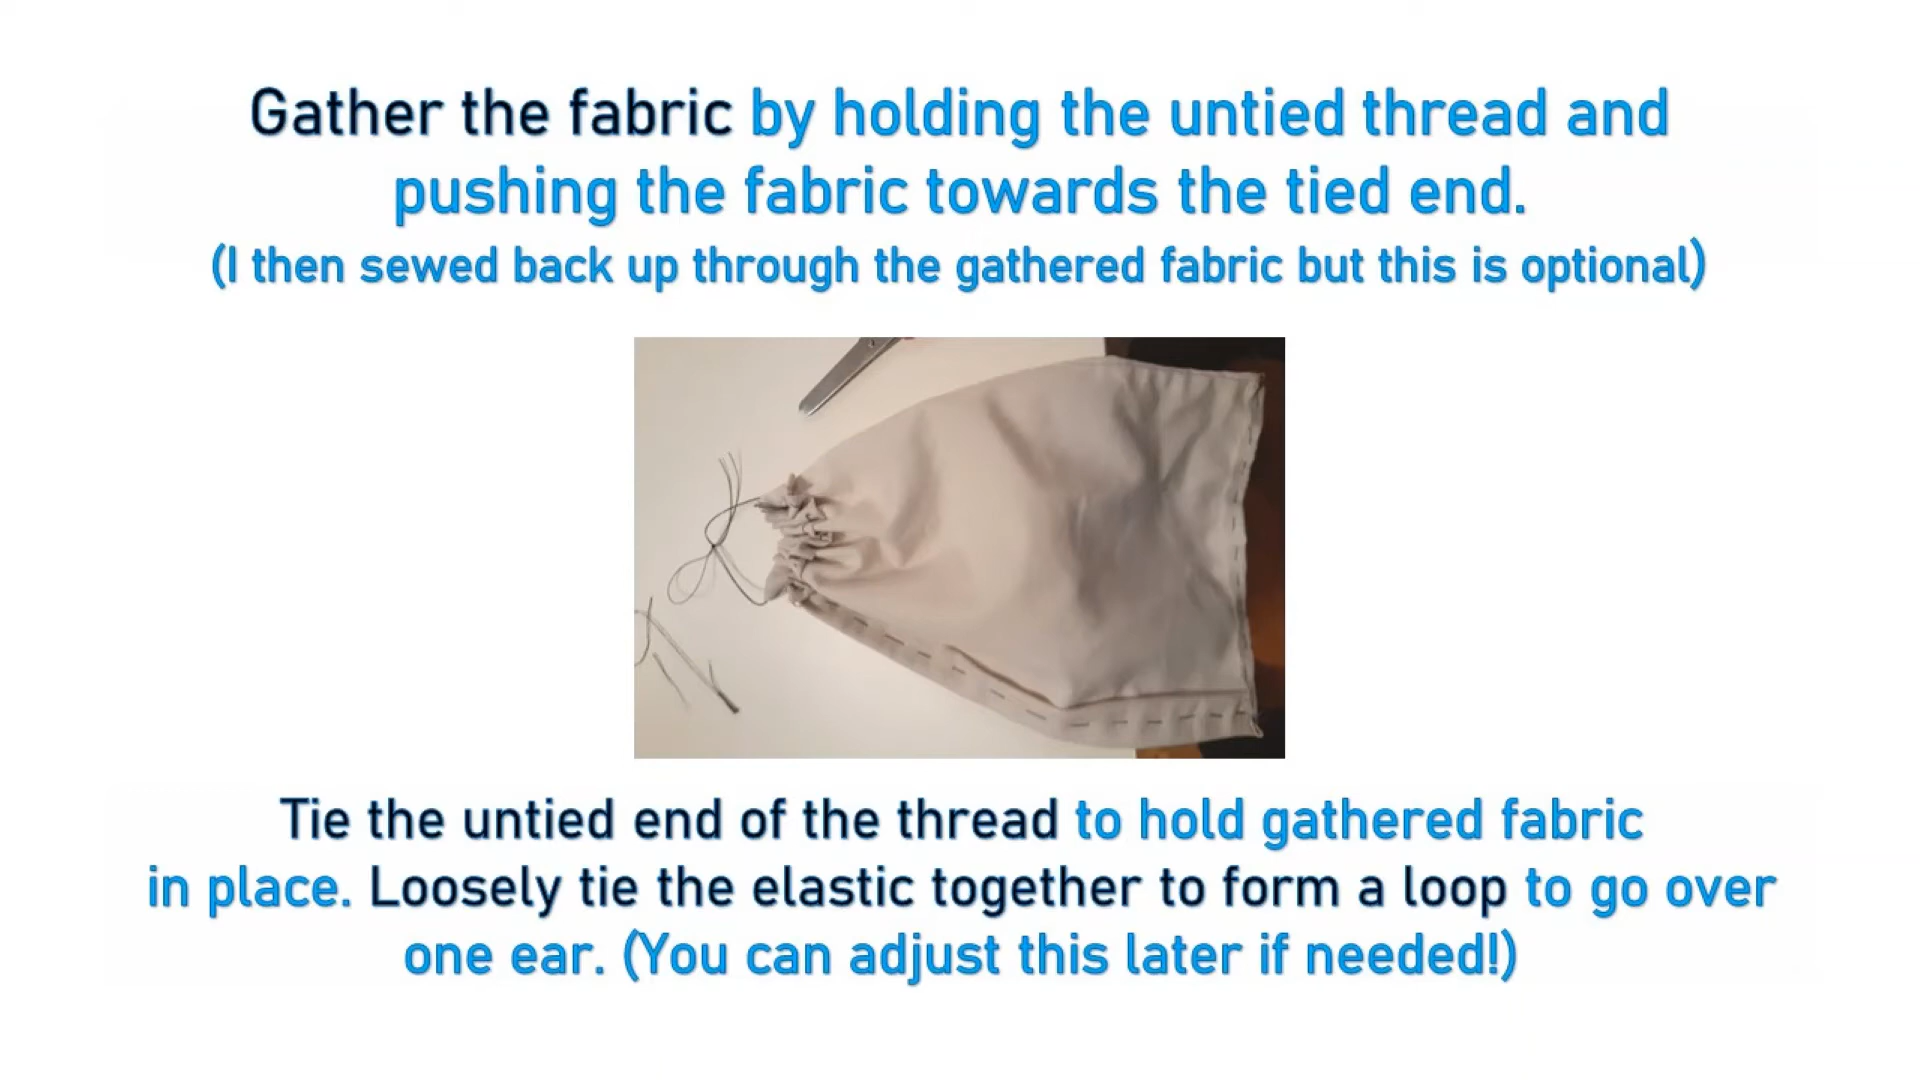 Gather the fabric by holding the untied thread and
pushing the fabric towards the tied end.
(I then sewed back up through the gathered fabric but this is optional)
Tie the untied end of the thread to hold gathered fabric
in place. Loosely tie the elastic together to form a loop to go over
one ear. (You can adjust this later if needed!)